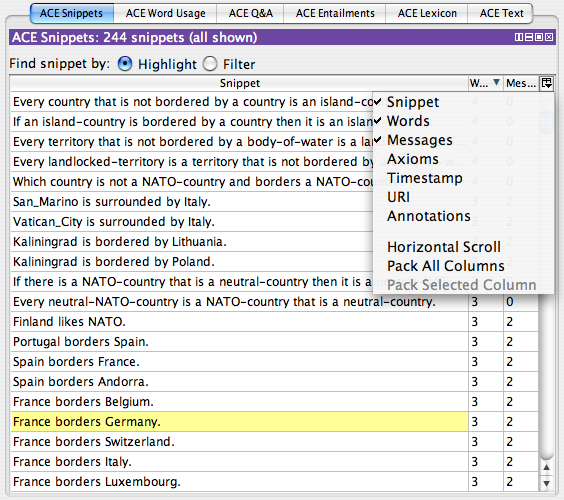 ACE Snippets ACE Word Usage ACE Q&A ACE Entailments ACE Lexicon ACE Text
ACE Snippets: 244 snippets (all shown)
Find snippet by: Highlight Filter
Snippet W... Mes...
Every country that is not bordered by a country is an island-co
If an island-country is bordered by a country then it is an islan
Every territory that is not bordered by a body-of-water is a la
Every landlocked-territory is a territory that is not bordered by
Which country is not a NATO-country and borders a NATO-
San_Marino is surrounded by Italy.
Vatican_City is surrounded by Italy.
Kaliningrad is bordered by Lithuania.
Kaliningrad is bordered by Poland.
If there is a NATO-country that is a neutral-country then it is a
Every neutral-NATO-country is a NATO-country that is a neutral-country. 3 0
Finland likes NATO. 3 2
Portugal borders Spain. 3 2
Spain borders France. 3 2
Spain borders Andorra. 3 2
France borders Belgium. 3 2
France borders Germany. 3 2
France borders Switzerland. 3 2
France borders Italy. 3 2
France borders Luxembourg. 3 2
Snippet
Words
Messages
Axioms
Timestamp
URI
Annotations
Horizontal Scroll
Pack All Columns
Pack Selected Column